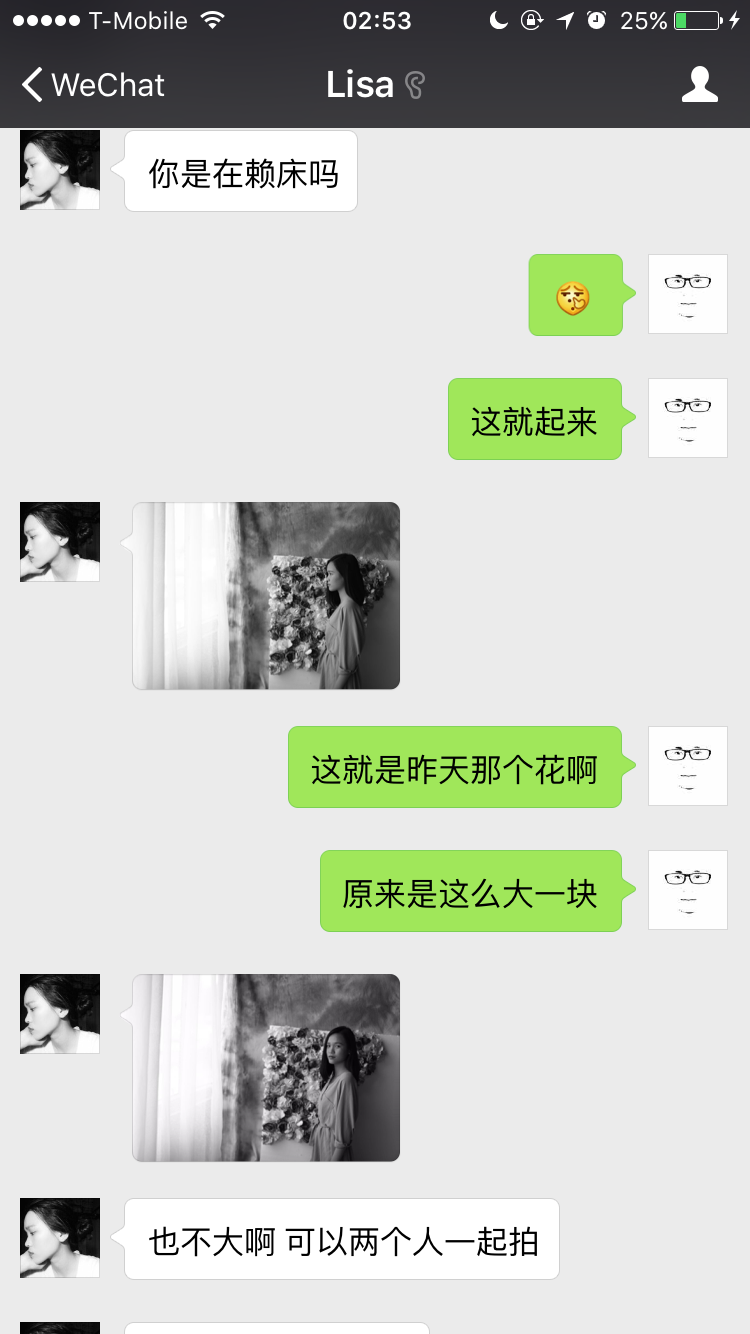 T-Mobile 02:53 25%
WeChat Lisa
你是在赖床吗
这就起来
这就是昨天那个花啊
原来是这么大一块
也不大啊 可以两个人一起拍